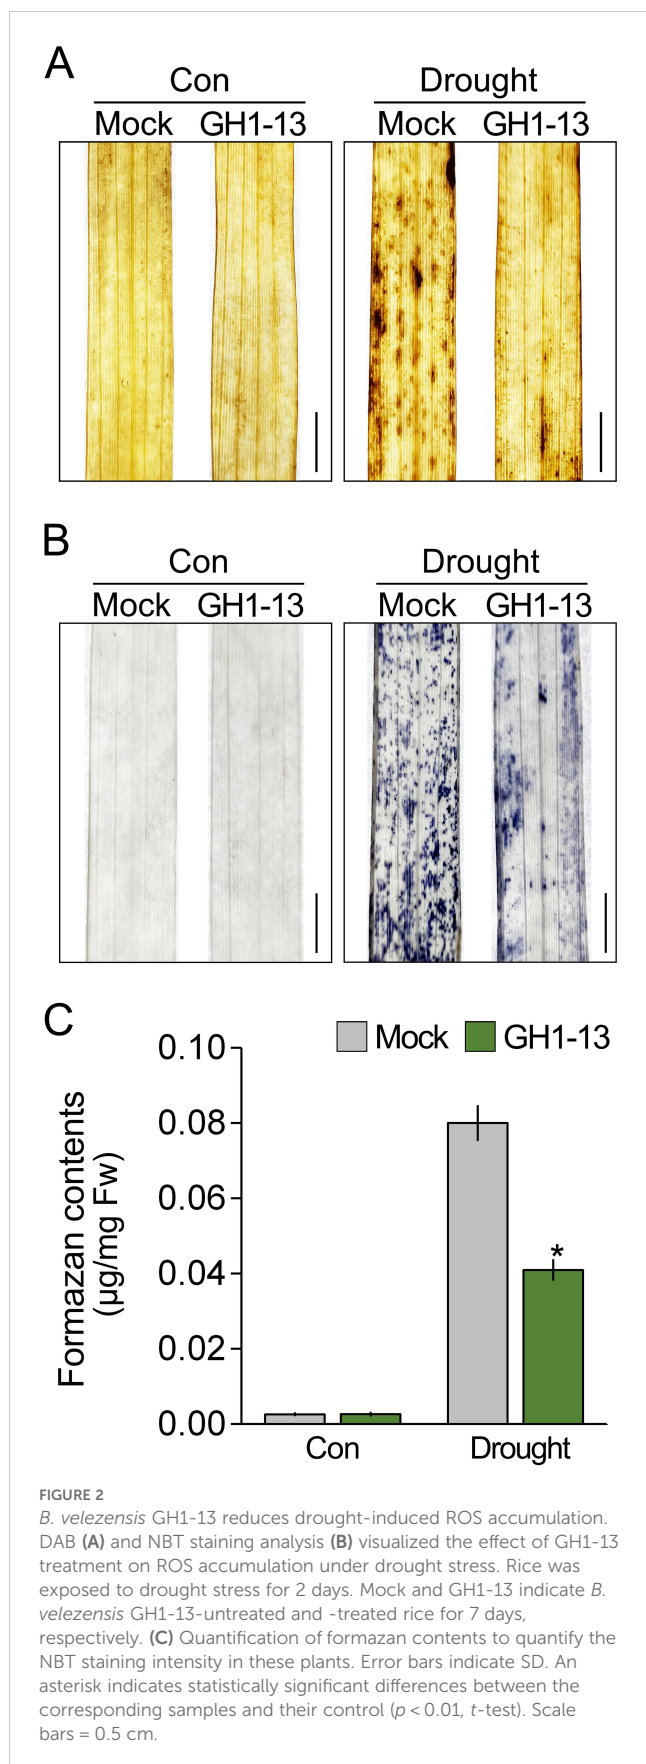 A
Con
Drought
Mock GH1-13
Mock GH1-13
B
Con
Drought
Mock GH1-13
Mock GH1-13
C
Mock GH1-13
Formazan contents
(µg/mg Fw)
0.10
0.08
0.06
0.04
*
0.02
0.00
Con
Drought
FIGURE 2
B. velezensis GH1-13 reduces drought-induced ROS accumulation.
DAB (A) and NBT staining analysis (B) visualized the effect of GH1-13
treatment on ROS accumulation under drought stress. Rice was
exposed to drought stress for 2 days. Mock and GH1-13 indicate B.
velezensis GH1-13-untreated and -treated rice for 7 days,
respectively. (C) Quantification of formazan contents to quantify the
NBT staining intensity in these plants. Error bars indicate SD. An
asterisk indicates statistically significant differences between the
corresponding samples and their control (p < 0.01, t-test). Scale
bars = 0.5 cm.